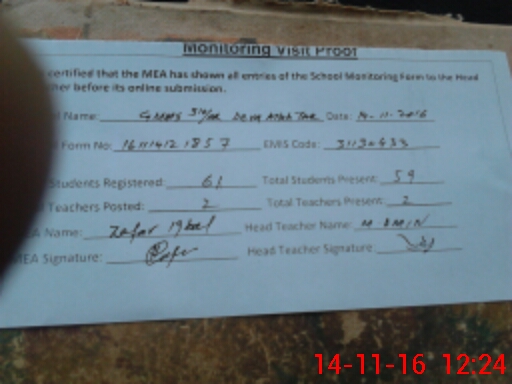 Monitoring Visit Proof
certified that the MEA has shown all entries of the School Monitoring Form to the Head
her before its online submission.
Name: GMMS Date: 14-11-2016
Form No: EMIS Code:
Students Registered: 61 Total Students Present: 59
Teachers Posted: 2 Total Teachers Present: 2
Name: Zafar Iqbal Head Teacher Name: M AMIN
MEA Signature: Head Teacher Signature:
14-11-16 12:24